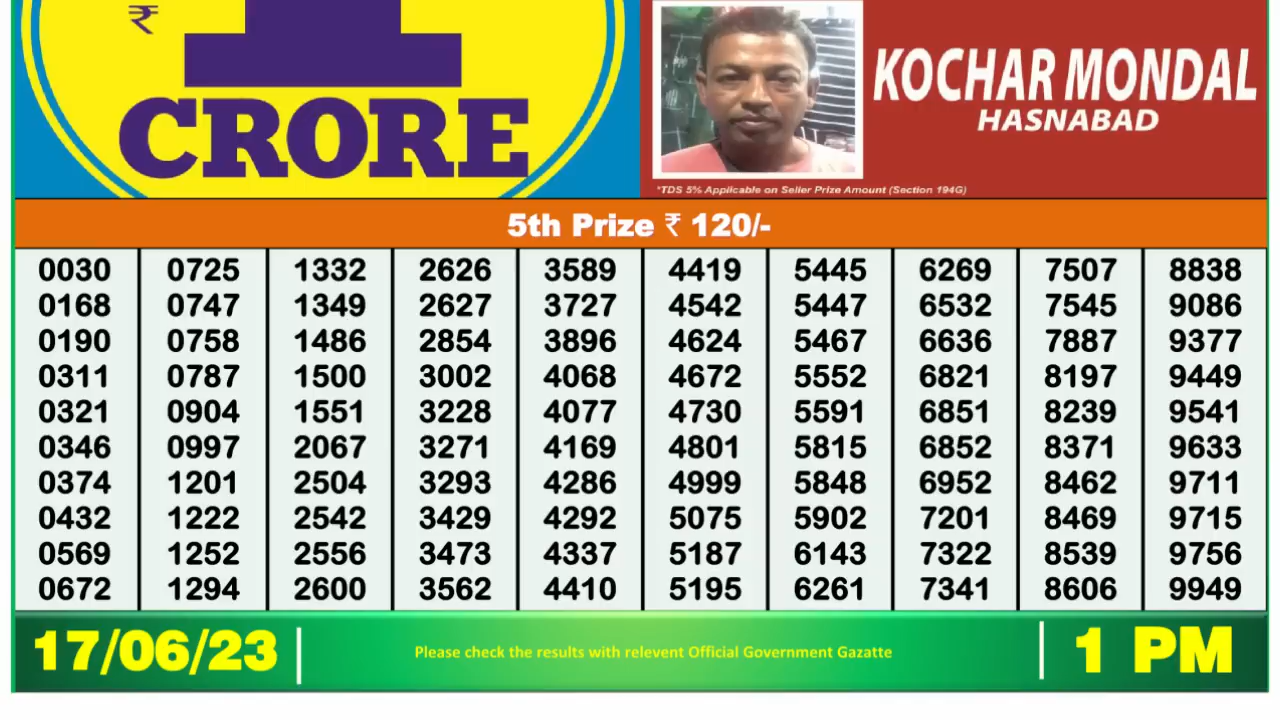 ₹
1
CRORE
KOCHAR MONDAL
HASNABAD
*TDS 5% Applicable on Seller Prize Amount (Section 194G)
5th Prize ₹ 120/-
0030 0725 1332 2626 3589 4419 5445 6269 7507 8838
0168 0747 1349 2627 3727 4542 5447 6532 7545 9086
0190 0758 1486 2854 3896 4624 5467 6636 7887 9377
0311 0787 1500 3002 4068 4672 5552 6821 8197 9449
0321 0904 1551 3228 4077 4730 5591 6851 8239 9541
0346 0997 2067 3271 4169 4801 5815 6852 8371 9633
0374 1201 2504 3293 4286 4999 5848 6952 8462 9711
0432 1222 2542 3429 4292 5075 5902 7201 8469 9715
0569 1252 2556 3473 4337 5187 6143 7322 8539 9756
0672 1294 2600 3562 4410 5195 6261 7341 8606 9949
17/06/23 Please check the results with relevent Official Government Gazatte 1 PM